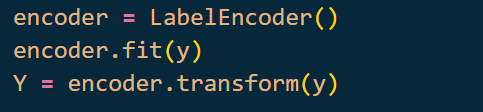 encoder = LabelEncoder()
encoder.fit(y)
Y = encoder.transform(y)